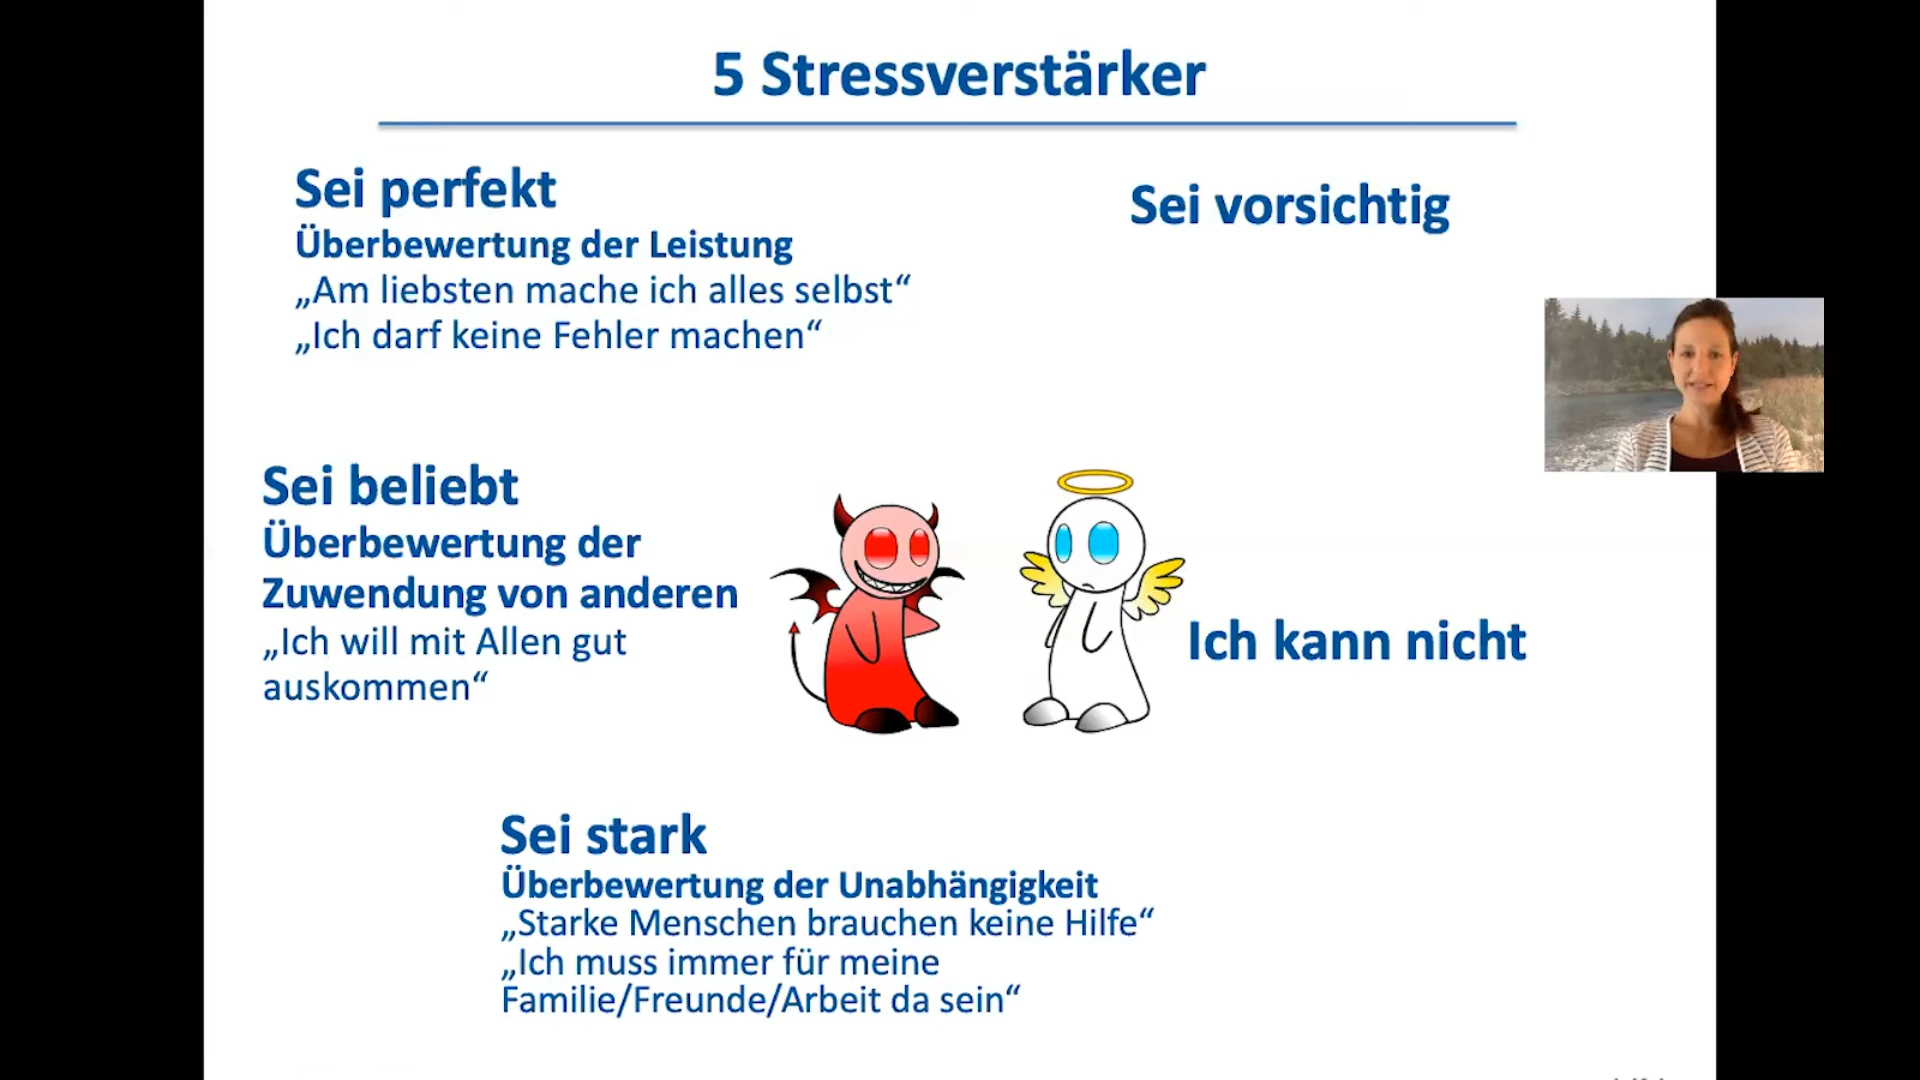 5 Stressverstärker
Sei perfekt
Überbewertung der Leistung
„Am liebsten mache ich alles selbst“
„Ich darf keine Fehler machen“
Sei vorsichtig
Sei beliebt
Überbewertung der
Zuwendung von anderen
„Ich will mit Allen gut
auskommen“
Ich kann nicht
Sei stark
Überbewertung der Unabhängigkeit
„Starke Menschen brauchen keine Hilfe“
„Ich muss immer für meine
Familie/Freunde/Arbeit da sein“